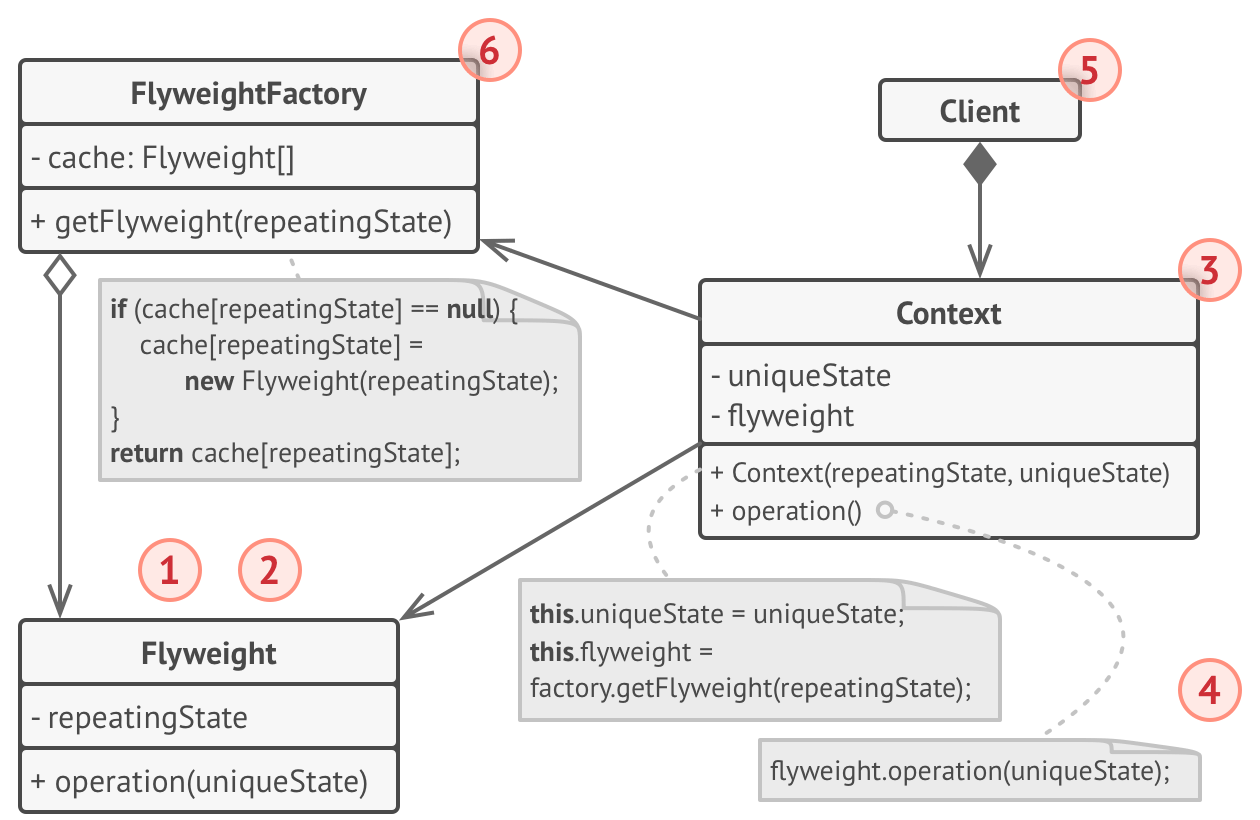 6
FlyweightFactory
- cache: Flyweight[]
+ getFlyweight(repeatingState)
if (cache[repeatingState] == null) {
cache[repeatingState] =
new Flyweight(repeatingState);
}
return cache[repeatingState];
5
Client
3
Context
- uniqueState
- flyweight
+ Context(repeatingState, uniqueState)
+ operation()
1
2
Flyweight
- repeatingState
+ operation(uniqueState)
this.uniqueState = uniqueState;
this.flyweight =
factory.getFlyweight(repeatingState);
4
flyweight.operation(uniqueState);